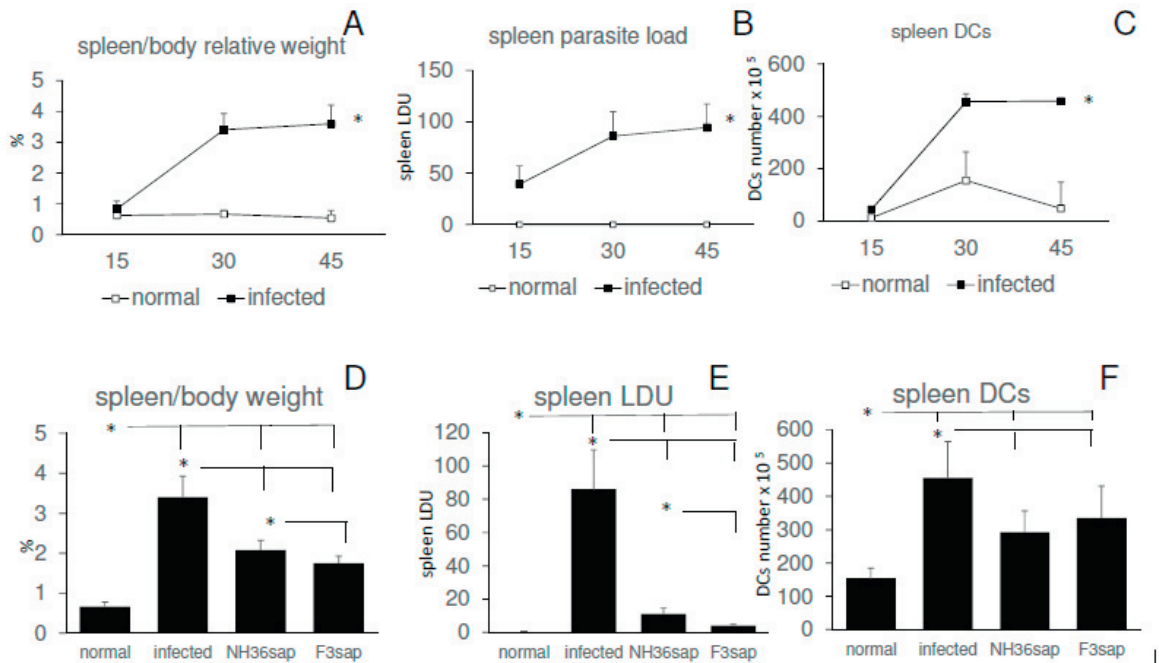 A
spleen/body relative weight
5
4
3
2
1
0
%
15 30 45
normal infected
*
B
spleen parasite load
150
100
50
0
spleen LDU
15 30 45
normal infected
*
C
spleen DCs
600
400
200
0
DCs number x 10 5
15 30 45
normal infected
*
D
spleen/body weight
5
4
3
2
1
0
%
* * *
normal infected NH36sap F3sap
E
spleen LDU
120
100
80
60
40
20
0
spleen LDU
* * *
normal infected NH36sap F3sap
F
spleen DCs
600
500
400
300
200
100
0
DCs number x 10 5
* *
normal infected NH36sap F3sap